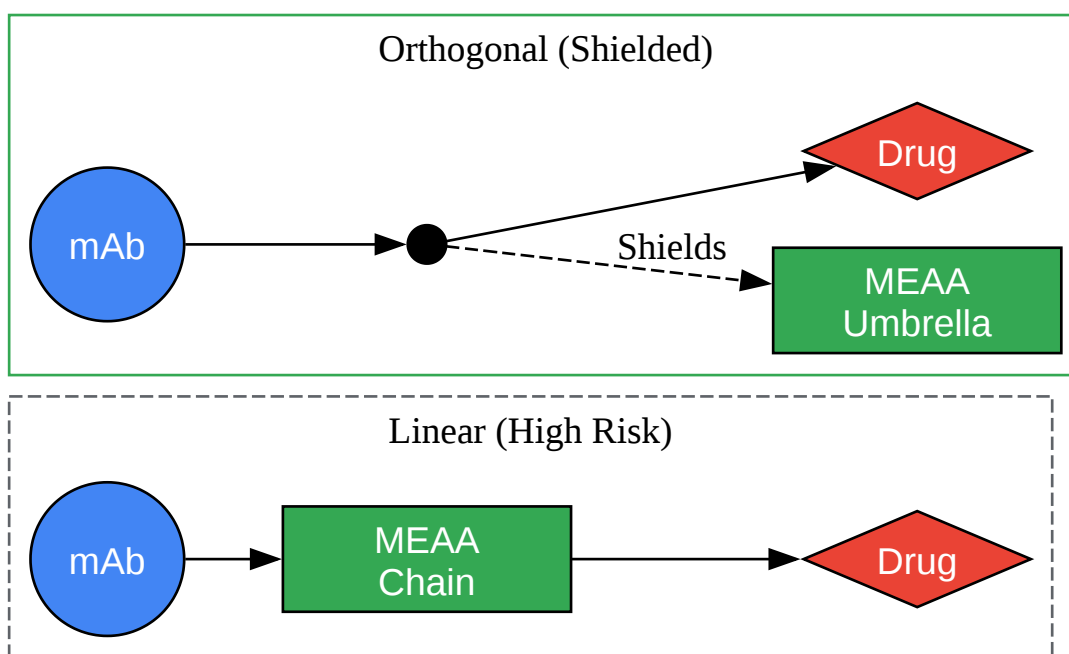 Orthogonal (Shielded)
Drug
mAb
Shields
MEAA
Umbrella
Linear (High Risk)
mAb
MEAA
Chain
Drug